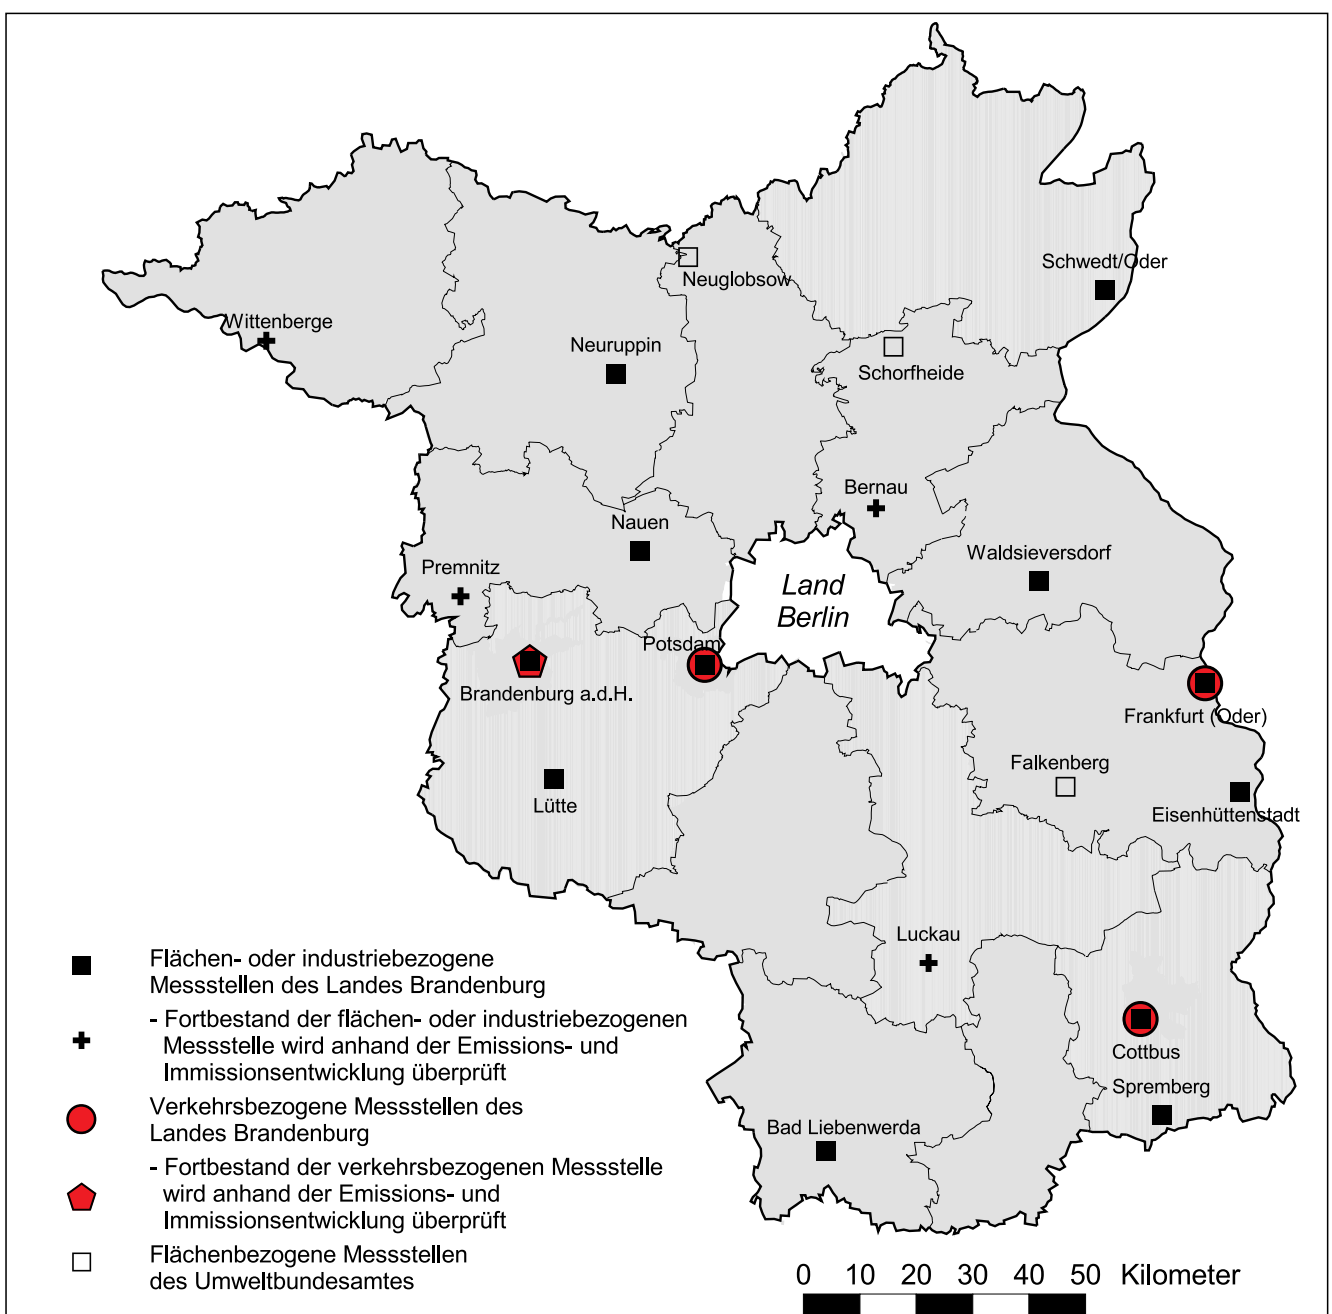 Schwedt/Oder
Neuglobsow
Wittenberge
Neuruppin
Schorfheide
Bernau
Nauen
Waldsieversdorf
Premnitz
Land
Berlin
Potsdam
Brandenburg a.d.H.
Frankfurt (Oder)
Falkenberg
Lütte
Eisenhüttenstadt
Luckau
Cottbus
Spremberg
Bad Liebenwerda
Flächen- oder industriebezogene
Messstellen des Landes Brandenburg
- Fortbestand der flächen- oder industriebezogenen
Messstelle wird anhand der Emissions- und
Immissionsentwicklung überprüft
Verkehrsbezogene Messstellen des
Landes Brandenburg
- Fortbestand der verkehrsbezogenen Messstelle
wird anhand der Emissions- und
Immissionsentwicklung überprüft
Flächenbezogene Messstellen
des Umweltbundesamtes
0 10 20 30 40 50 Kilometer